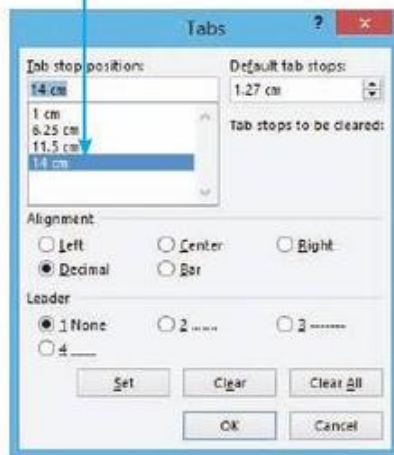 Tabs ?
Tab stop position: Default tab stops:
14 cm 1.27 cm
1 cm
6.25 cm
11.5 cm
14 cm
Tab stops to be cleared:
Alignment
Left Center Right
Decimal Bar
Leader
1 None 2 ....... 3 -------
4 ___
Set Clear Clear All
OK Cancel